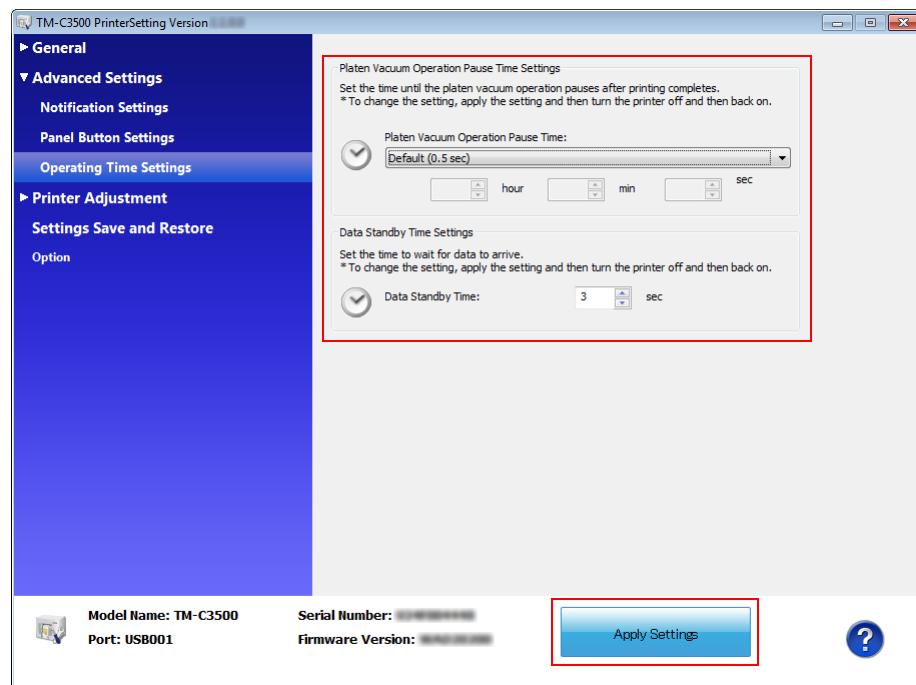 TM-C3500 PrinterSetting Version
General
Advanced Settings
Notification Settings
Panel Button Settings
Operating Time Settings
Printer Adjustment
Settings Save and Restore
Option
Platen Vacuum Operation Pause Time Settings
Set the time until the platen vacuum operation pauses after printing completes.
*To change the setting, apply the setting and then turn the printer off and then back on.
Platen Vacuum Operation Pause Time:
Default (0.5 sec)
hour min sec
Data Standby Time Settings
Set the time to wait for data to arrive.
*To change the setting, apply the setting and then turn the printer off and then back on.
Data Standby Time: 3 sec
Model Name: TM-C3500
Port: USB001
Serial Number:
Firmware Version:
Apply Settings
?